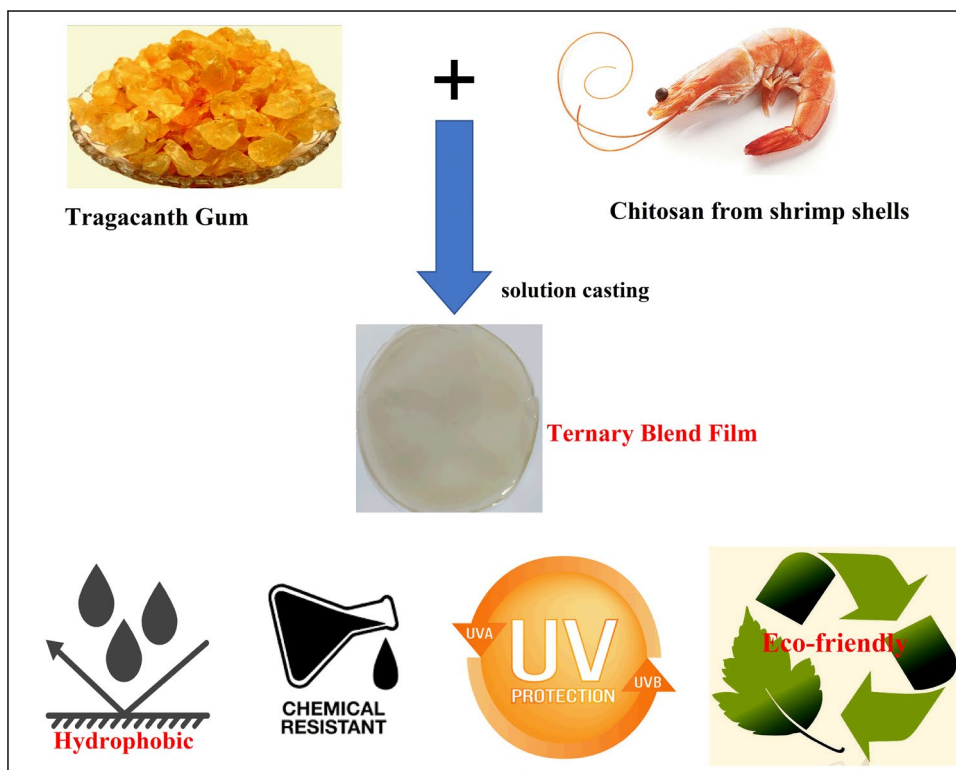 +
Tragacanth Gum
Chitosan from shrimp shells
solution casting
Ternary Blend Film
Hydrophobic
CHEMICAL
RESISTANT
UVA
UV
PROTECTION
UVB
Eco-friendly